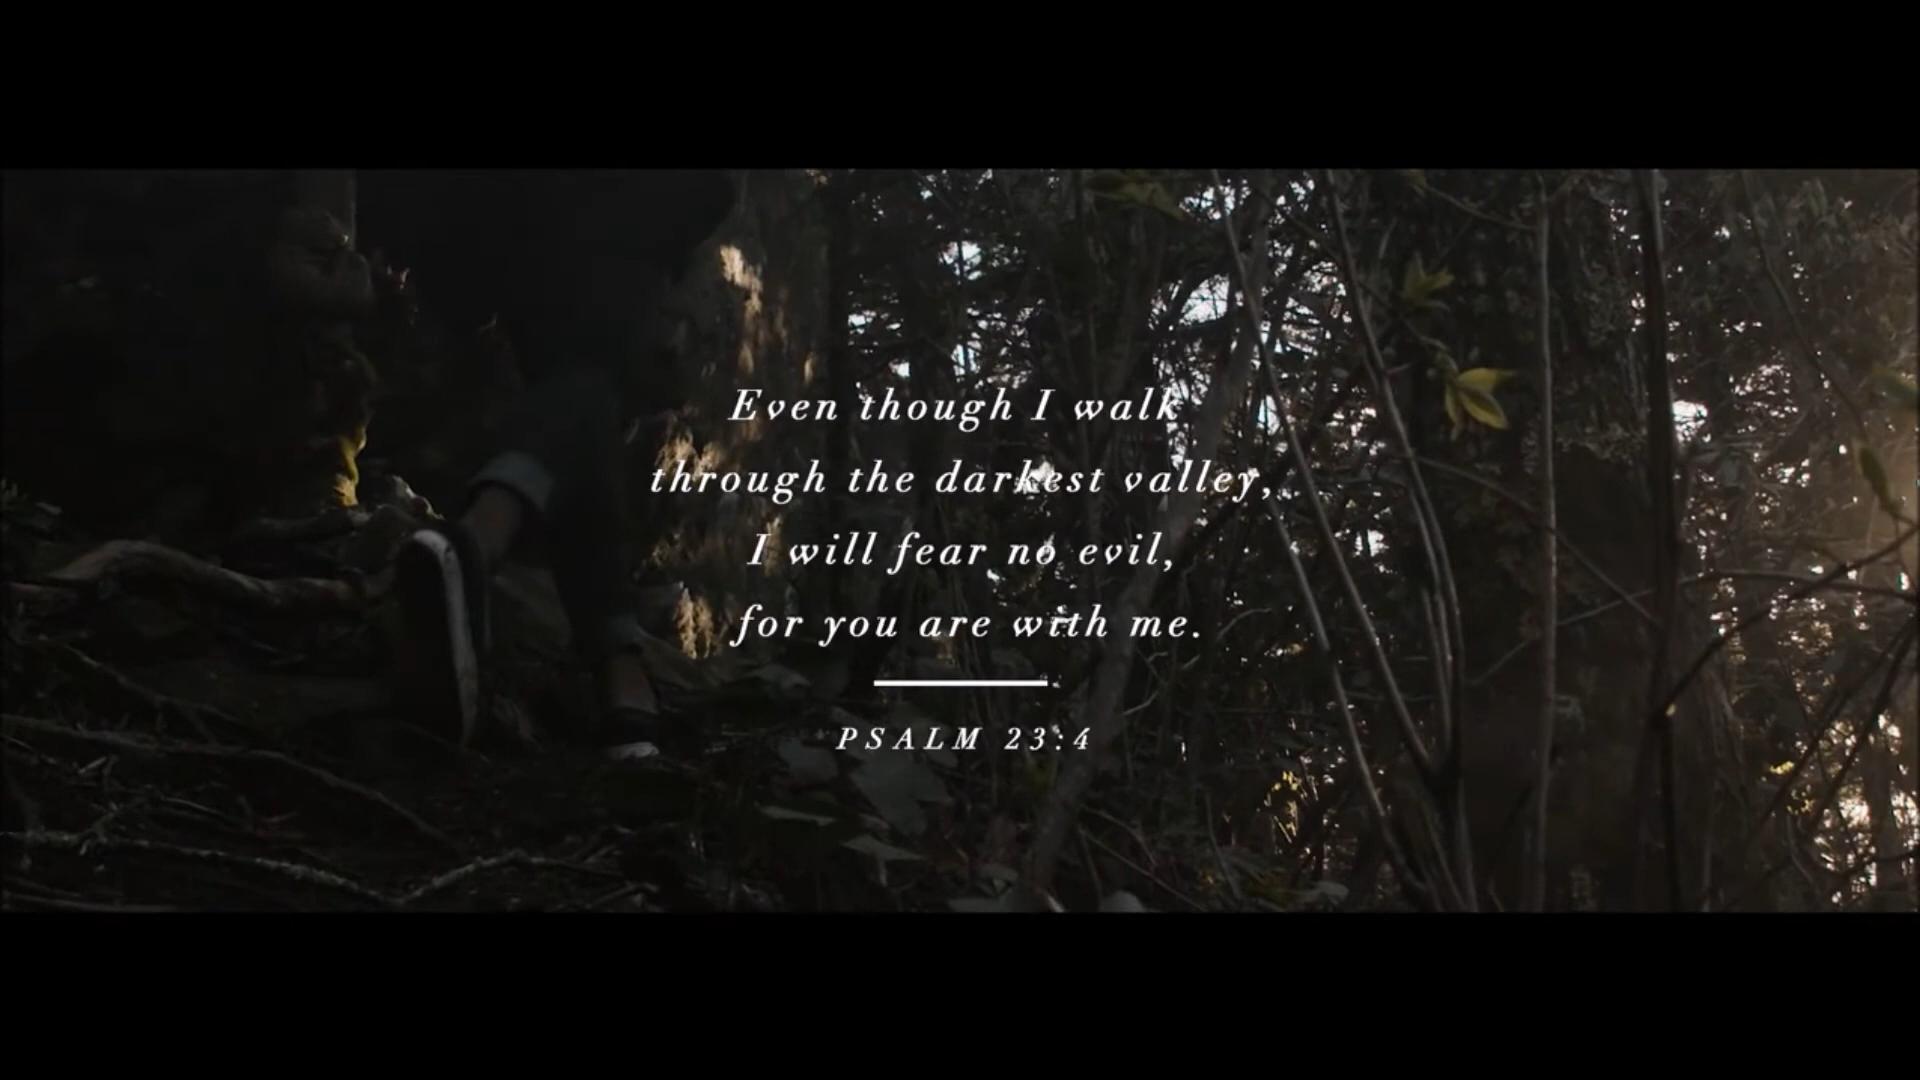 Even though I walk
through the darkest valley,
I will fear no evil,
for you are with me.
PSALM 23:4